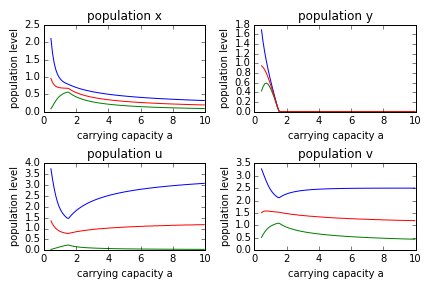 population x
population level
2.5
2.0
1.5
1.0
0.5
0.0
0 2 4 6 8 10
carrying capacity a
population y
population level
1.8
1.6
1.4
1.2
1.0
0.8
0.6
0.4
0.2
0.0
0 2 4 6 8 10
carrying capacity a
population u
population level
4.0
3.5
3.0
2.5
2.0
1.5
1.0
0.5
0.0
0 2 4 6 8 10
carrying capacity a
population v
population level
3.5
3.0
2.5
2.0
1.5
1.0
0.5
0.0
0 2 4 6 8 10
carrying capacity a